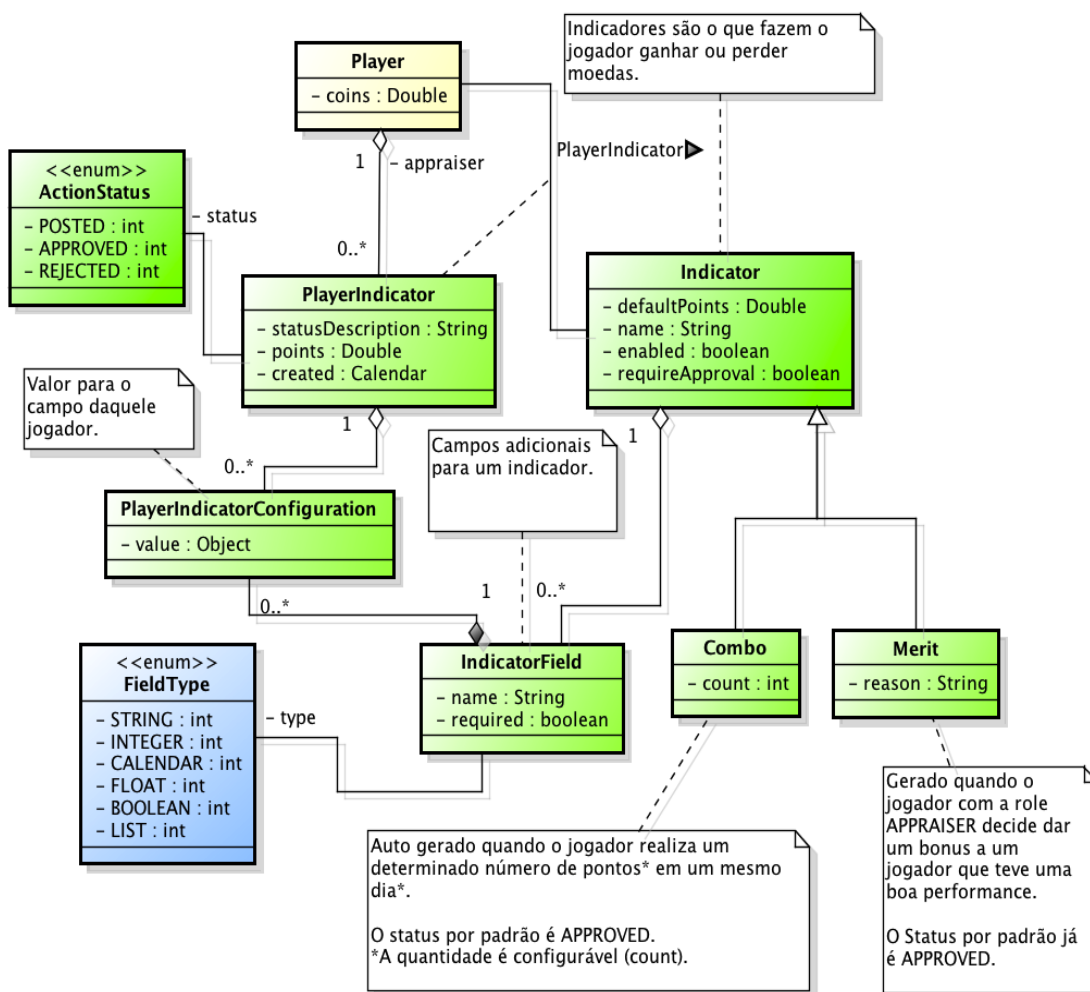 Indicadores são o que fazem o
jogador ganhar ou perder
moedas.
Player
- coins : Double
1
- appraiser
0..*
PlayerIndicator
<<enum>>
ActionStatus
- POSTED : int
- APPROVED : int
- REJECTED : int
- status
PlayerIndicator
- statusDescription : String
- points : Double
- created : Calendar
Indicator
- defaultPoints : Double
- name : String
- enabled : boolean
- requireApproval : boolean
Valor para o
campo daquele
jogador.
1
0..*
Campos adicionais
para um indicador.
1
PlayerIndicatorConfiguration
- value : Object
0..*
1
0..*
<<enum>>
FieldType
- STRING : int
- INTEGER : int
- CALENDAR : int
- FLOAT : int
- BOOLEAN : int
- LIST : int
- type
IndicatorField
- name : String
- required : boolean
Combo
- count : int
Merit
- reason : String
Auto gerado quando o jogador realiza um
determinado número de pontos* em um mesmo
dia*.
O status por padrão é APPROVED.
*A quantidade é configurável (count).
Gerado quando o
jogador com a role
APPRAISER decide dar
um bonus a um
jogador que teve uma
boa performance.
O Status por padrão já
é APPROVED.